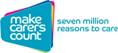 make
carers
count
seven million
reasons to care